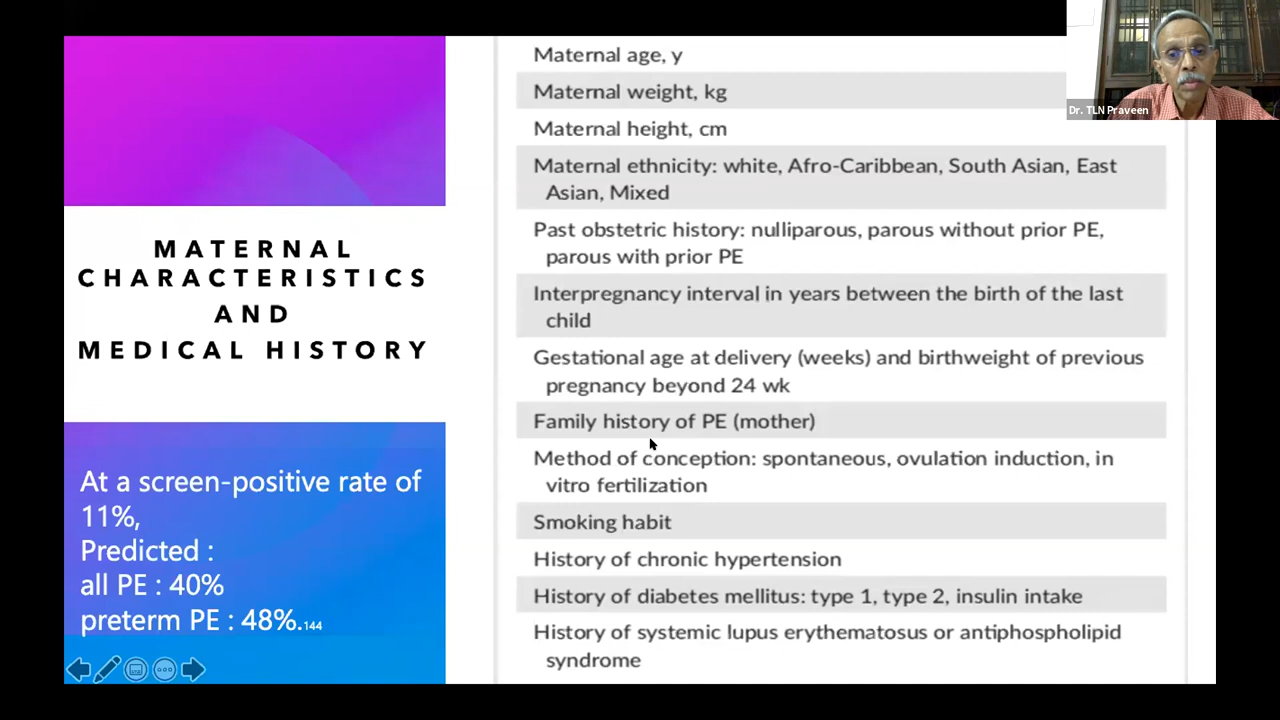 MATERNAL
CHARACTERISTICS
AND
MEDICAL HISTORY
At a screen-positive rate of
11%,
Predicted :
all PE : 40%
preterm PE : 48%.144
Maternal age, y
Maternal weight, kg
Maternal height, cm
Maternal ethnicity: white, Afro-Caribbean, South Asian, East
Asian, Mixed
Past obstetric history: nulliparous, parous without prior PE,
parous with prior PE
Interpregnancy interval in years between the birth of the last
child
Gestational age at delivery (weeks) and birthweight of previous
pregnancy beyond 24 wk
Family history of PE (mother)
Method of conception: spontaneous, ovulation induction, in
vitro fertilization
Smoking habit
History of chronic hypertension
History of diabetes mellitus: type 1, type 2, insulin intake
History of systemic lupus erythematosus or antiphospholipid
syndrome
Dr. TLN Praveen